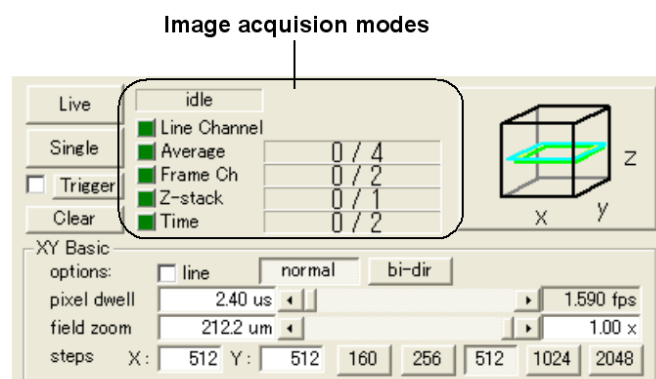 Image acquision modes
Live
idle
Line Channel
Single
Average 0 / 4
Frame Ch 0 / 2
Trigger
Z-stack 0 / 1
Clear
Time 0 / 2
Z
X
y
XY Basic
options: line normal bi-dir
pixel dwell 2.40 us 1.590 fps
field zoom 212.2 um 1.00 x
steps X: 512 Y: 512 160 256 512 1024 2048